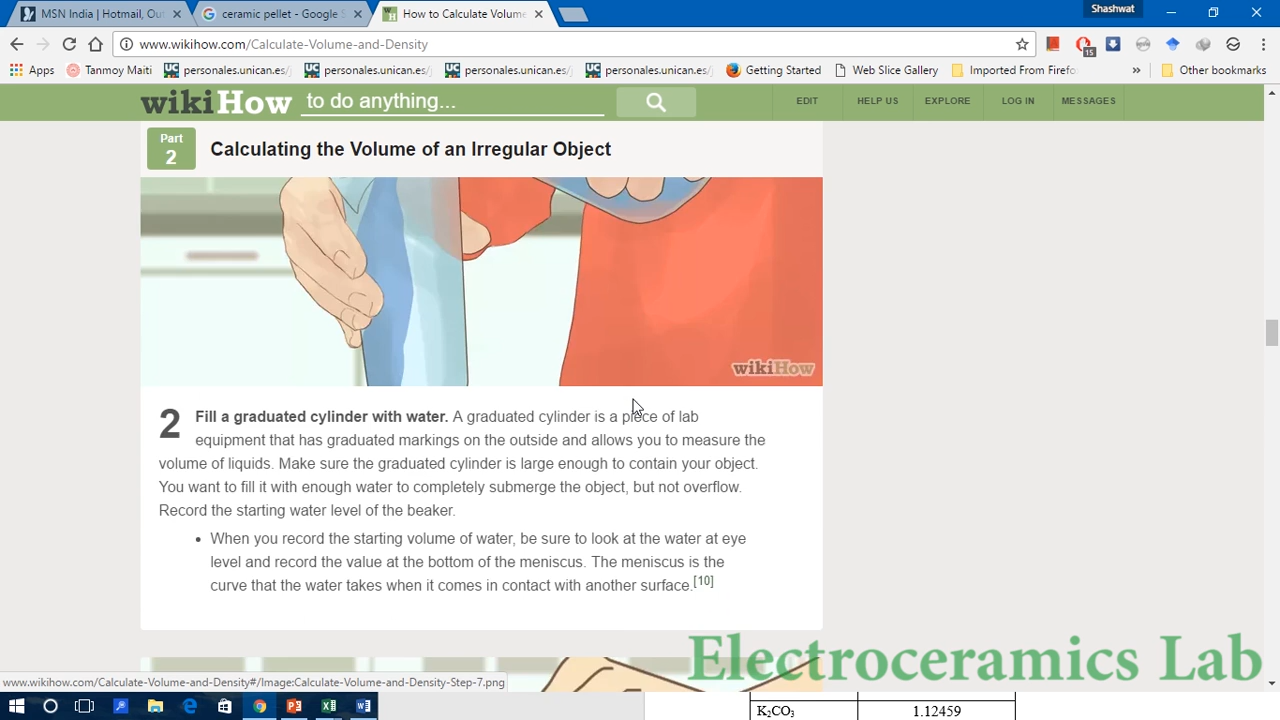 MSN India | Hotmail, Ou
ceramic pellet - Google S
How to Calculate Volume
Shashwat
www.wikihow.com/Calculate-Volume-and-Density
15
Apps
Tanmoy Maiti
personales.unican.es/
personales.unican.es/
personales.unican.es/
personales.unican.es/
Getting Started
Web Slice Gallery
Imported From Firefo
Other bookmarks
wikiHow to do anything...
EDIT
HELP US
EXPLORE
LOG IN
MESSAGES
Part
2
Calculating the Volume of an Irregular Object
wikiHow
2 Fill a graduated cylinder with water. A graduated cylinder is a piece of lab
equipment that has graduated markings on the outside and allows you to measure the
volume of liquids. Make sure the graduated cylinder is large enough to contain your object.
You want to fill it with enough water to completely submerge the object, but not overflow.
Record the starting water level of the beaker.
• When you record the starting volume of water, be sure to look at the water at eye
level and record the value at the bottom of the meniscus. The meniscus is the
curve that the water takes when it comes in contact with another surface.[10]
Electroceramics Lab
www.wikihow.com/Calculate-Volume-and-Density#/Image:Calculate-Volume-and-Density-Step-7.png
K₂CO₃
1.12459